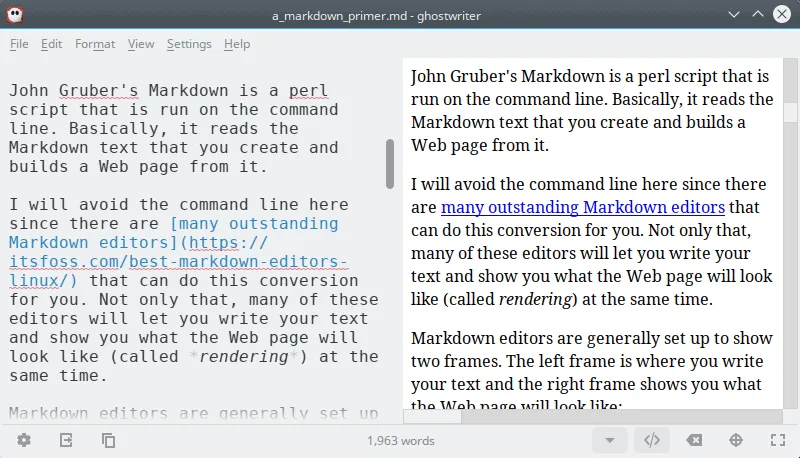 a_markdown_primer.md - ghostwriter
File Edit Format View Settings Help
John Gruber's Markdown is a perl
script that is run on the command
line. Basically, it reads the
Markdown text that you create and
builds a Web page from it.
I will avoid the command line here
since there are [many outstanding
Markdown editors](https://
itsfoss.com/best-markdown-editors-
linux/) that can do this conversion
for you. Not only that, many of these
editors will let you write your text
and show you what the Web page will
look like (called *rendering*) at the
same time.
Markdown editors are generally set up
John Gruber's Markdown is a perl script that is
run on the command line. Basically, it reads the
Markdown text that you create and builds a
Web page from it.
I will avoid the command line here since there
are many outstanding Markdown editors that
can do this conversion for you. Not only that,
many of these editors will let you write your
text and show you what the Web page will look
like (called rendering) at the same time.
Markdown editors are generally set up to show
two frames. The left frame is where you write
your text and the right frame shows you what
the Web page will look like:
1,963 words